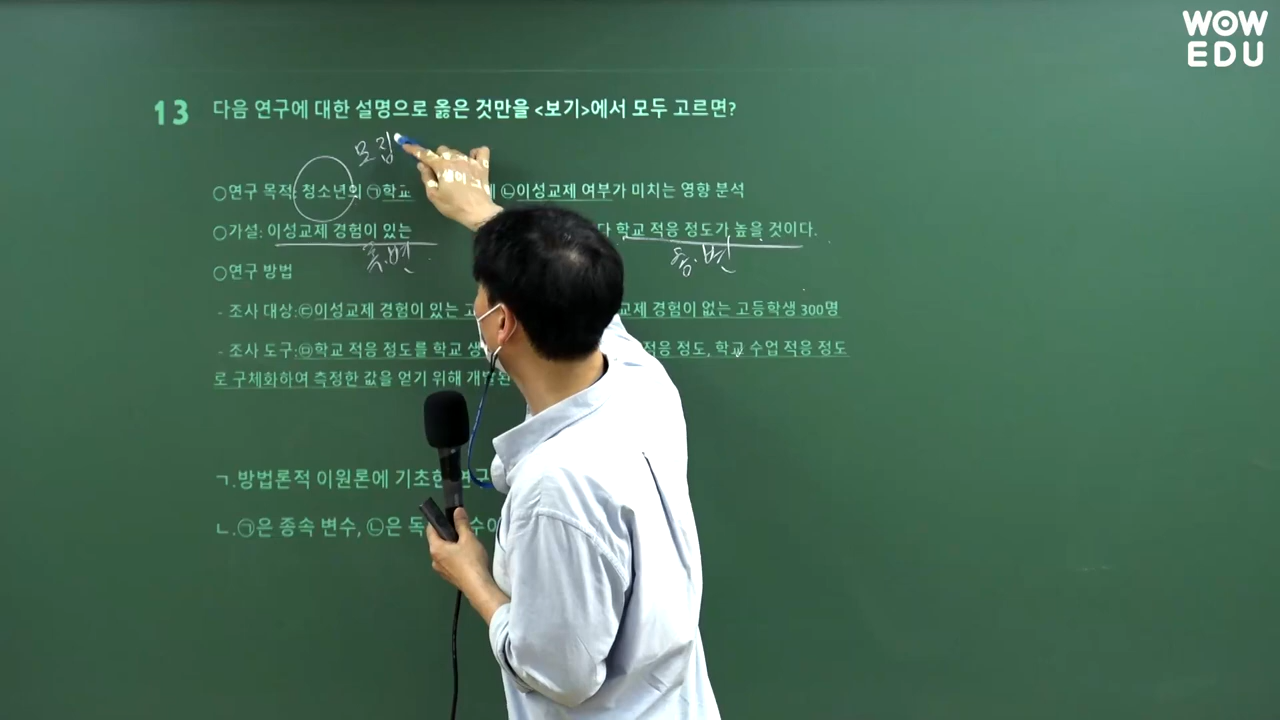 WOW
EDU
13 다음 연구에 대한 설명으로 옳은 것만을 <보기>에서 모두 고르면?
모집
○연구 목적: 청소년의 ㉠학교 ㉡이성교제 여부가 미치는 영향 분석
○가설: 이성교제 경험이 있는 다 학교 적응 정도가 높을 것이다.
독.변 종.변
○연구 방법
- 조사 대상:㉢이성교제 경험이 있는 고 교제 경험이 없는 고등학생 300명
- 조사 도구:㉣학교 적응 정도를 학교 생 적응 정도, 학교 수업 적응 정도
로 구체화하여 측정한 값을 얻기 위해 개발된
ㄱ.방법론적 이원론에 기초한 연구
ㄴ.㉠은 종속 변수, ㉡은 독 수이